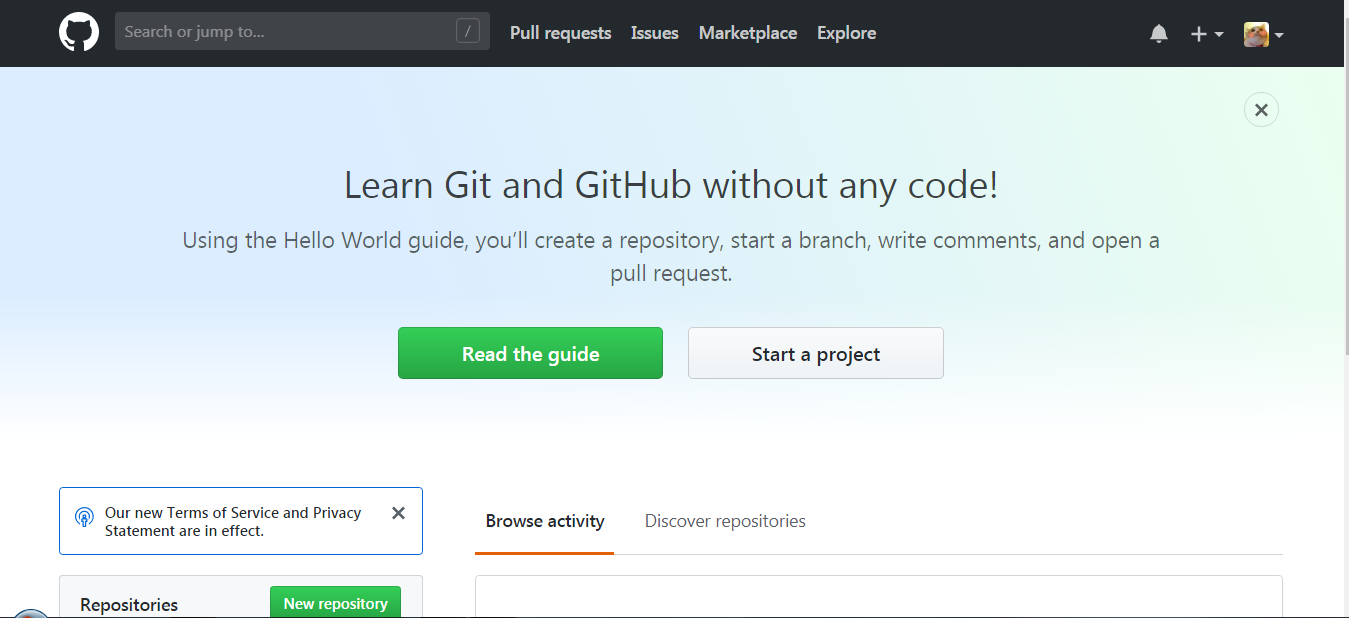 Search or jump to...
/
Pull requests
Issues
Marketplace
Explore
Learn Git and GitHub without any code!
Using the Hello World guide, you’ll create a repository, start a branch, write comments, and open a
pull request.
Read the guide
Start a project
Our new Terms of Service and Privacy
Statement are in effect.
Browse activity
Discover repositories
Repositories
New repository